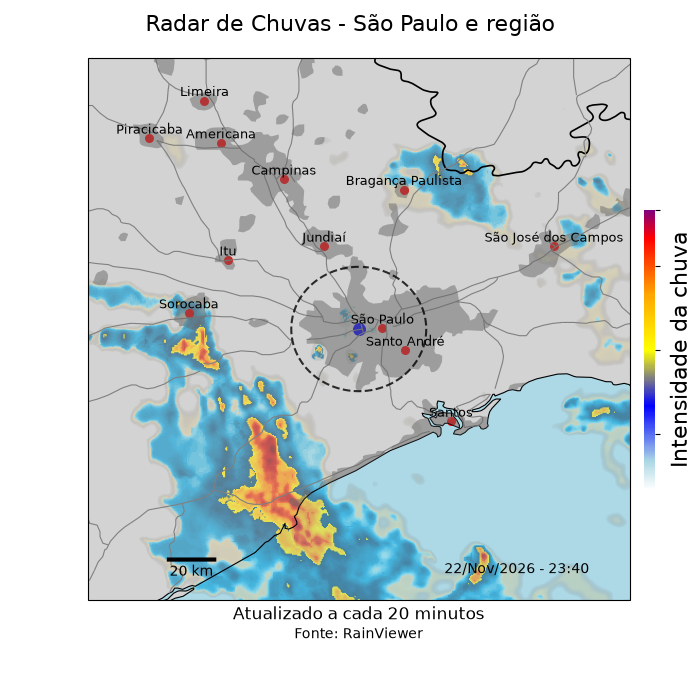 Radar de Chuvas - São Paulo e região
Limeira
Piracicaba
Americana
Campinas
Bragança Paulista
Jundiaí
São José dos Campos
Itu
Sorocaba
São Paulo
Santo André
Santos
Intensidade da chuva
20 km
22/Nov/2026 - 23:40
Atualizado a cada 20 minutos
Fonte: RainViewer